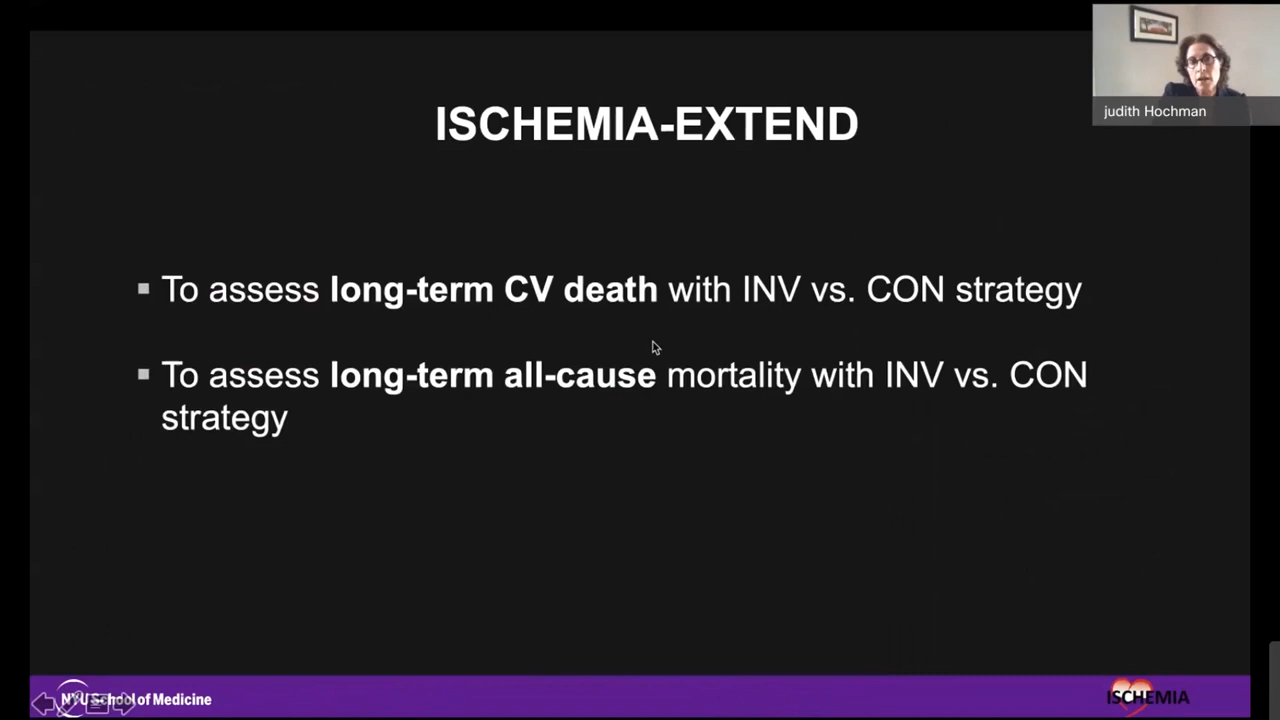 judith Hochman
ISCHEMIA-EXTEND
To assess long-term CV death with INV vs. CON strategy
To assess long-term all-cause mortality with INV vs. CON
strategy
NYU School of Medicine
ISCHEMIA